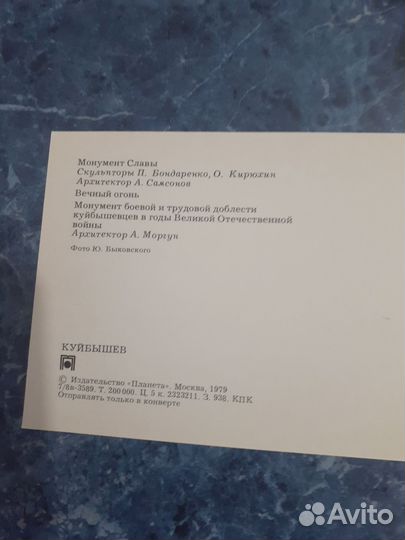 Монумент Славы
Скульпторы П. Бондаренко, О. Кирюхин
Архитектор А. Самсонов
Вечный огонь
Монумент боевой и трудовой доблести
куйбышевцев в годы Великой Отечественной
войны
Архитектор А. Моргун
Фото Ю. Быковского
КУЙБЫШЕВ
© Издательство «Планета». Москва, 1979
7/8в-3589. Т. 200 000. Ц. 5 к. 2323211. З. 938. КПК
Отправлять только в конверте
Avito